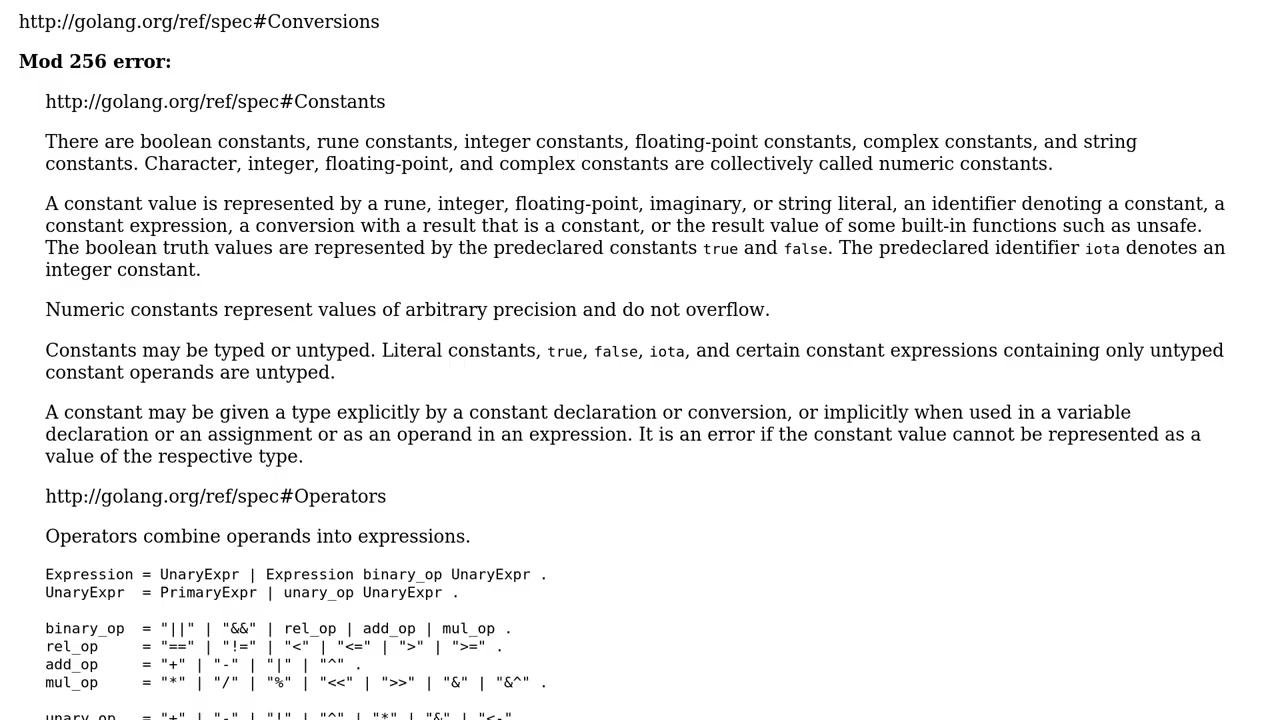 http://golang.org/ref/spec#Conversions
Mod 256 error:
http://golang.org/ref/spec#Constants
There are boolean constants, rune constants, integer constants, floating-point constants, complex constants, and string
constants. Character, integer, floating-point, and complex constants are collectively called numeric constants.
A constant value is represented by a rune, integer, floating-point, imaginary, or string literal, an identifier denoting a constant, a
constant expression, a conversion with a result that is a constant, or the result value of some built-in functions such as unsafe.
The boolean truth values are represented by the predeclared constants true and false. The predeclared identifier iota denotes an
integer constant.
Numeric constants represent values of arbitrary precision and do not overflow.
Constants may be typed or untyped. Literal constants, true, false, iota, and certain constant expressions containing only untyped
constant operands are untyped.
A constant may be given a type explicitly by a constant declaration or conversion, or implicitly when used in a variable
declaration or an assignment or as an operand in an expression. It is an error if the constant value cannot be represented as a
value of the respective type.
http://golang.org/ref/spec#Operators
Operators combine operands into expressions.
Expression = UnaryExpr | Expression binary_op UnaryExpr .
UnaryExpr  = PrimaryExpr | unary_op UnaryExpr .
binary_op  = "||" | "&&" | rel_op | add_op | mul_op .
rel_op     = "==" | "!=" | "<" | "<=" | ">" | ">=" .
add_op     = "+" | "-" | "|" | "^" .
mul_op     = "*" | "/" | "%" | "<<" | ">>" | "&" | "&^" .
unary_op   = "+" | "-" | "!" | "^" | "*" | "&" | "<-"